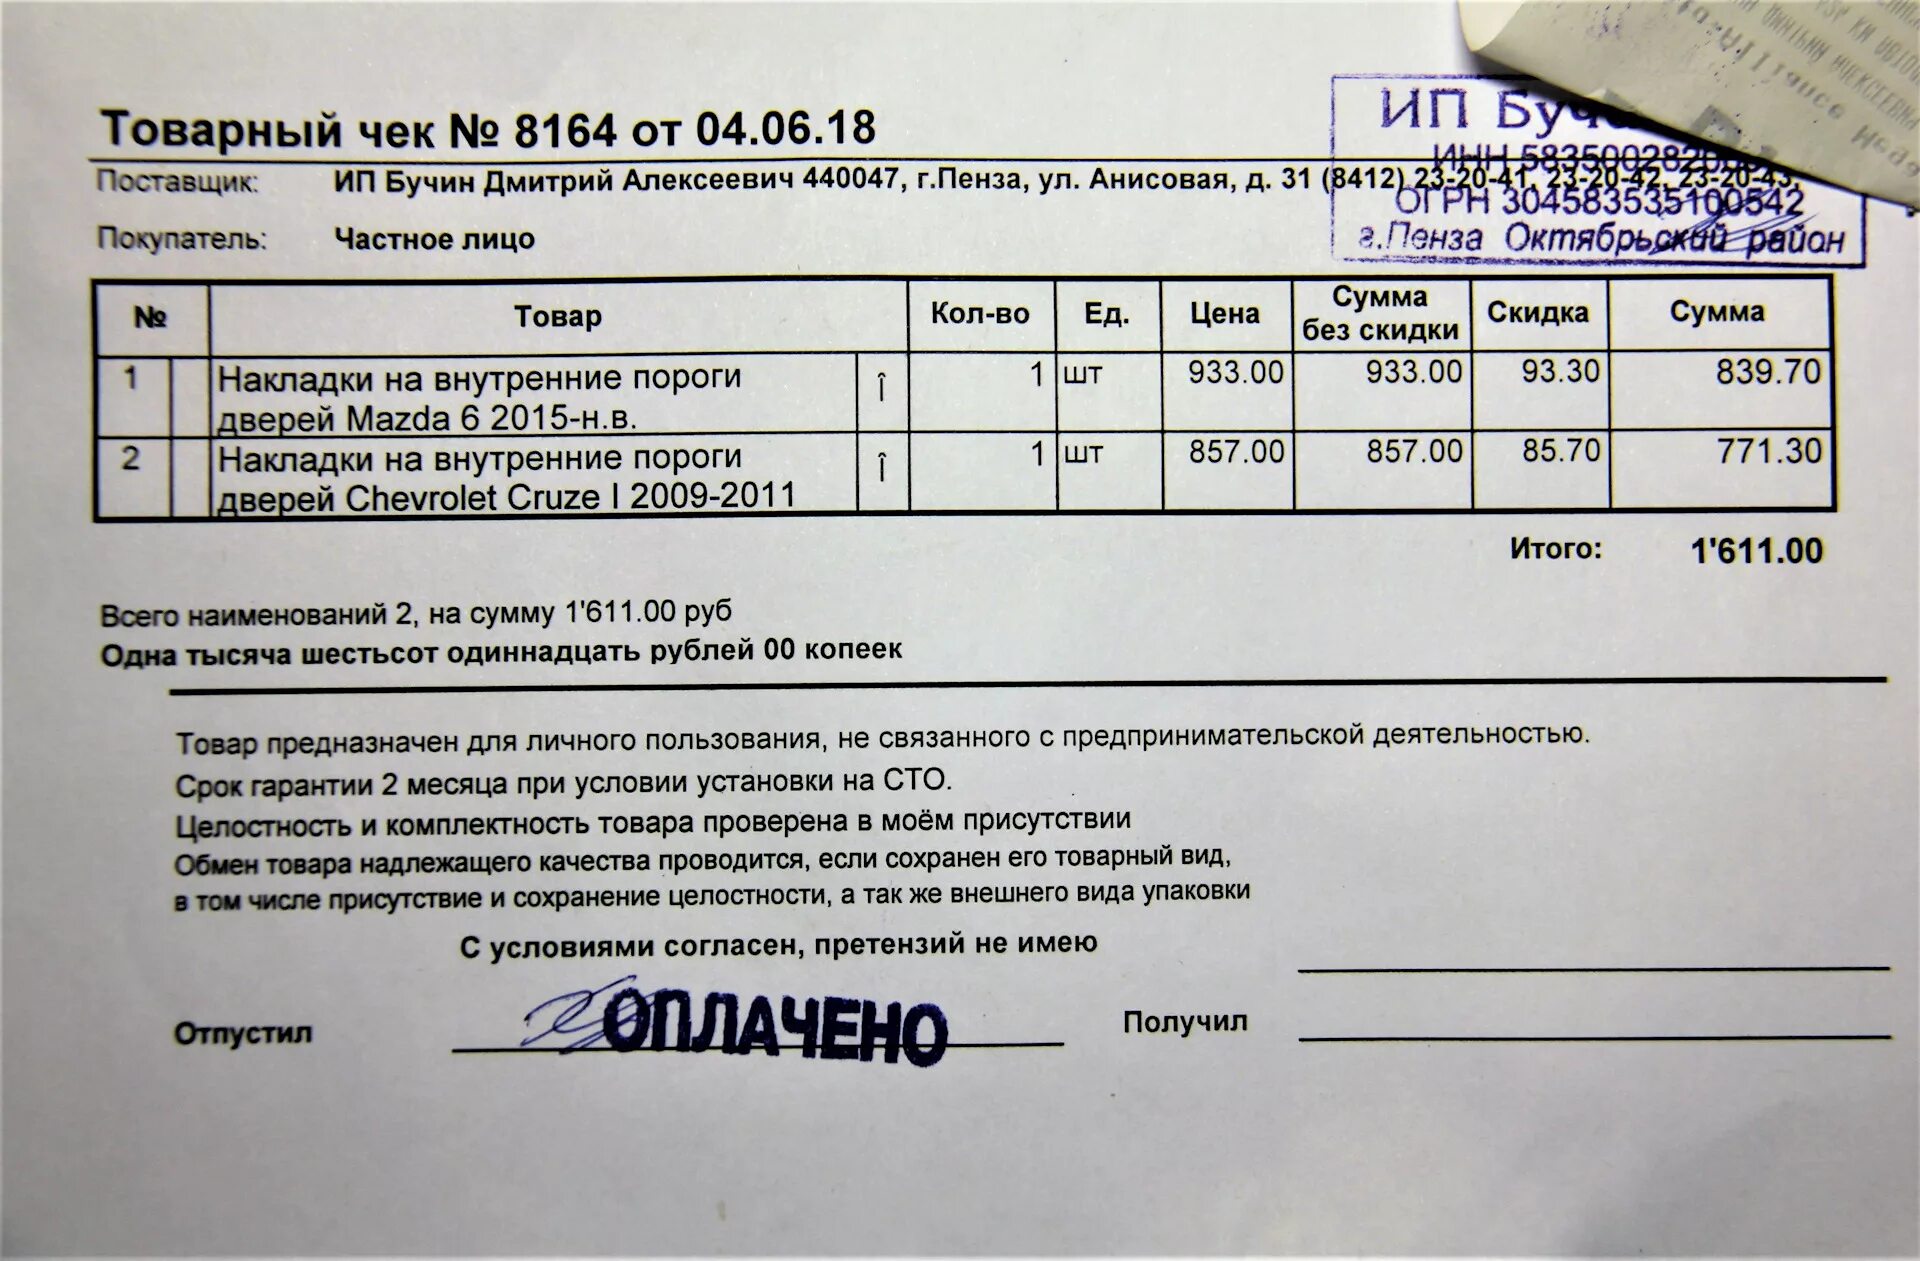 Товарный чек № 8164 от 04.06.18
Поставщик: ИП Бучин Дмитрий Алексеевич 440047, г.Пенза, ул. Анисовая, д. 31 (8412) 23-20-41, 23-20-42, 23-20-43,
ИП
ИНН
ОГРН 304583535100542
г.Пенза Октябрьский район
Покупатель: Частное лицо
№ Товар Кол-во Ед. Цена Сумма без скидки Скидка Сумма
1 Накладки на внутренние пороги 1 шт 933.00 933.00 93.30 839.70
дверей Mazda 6 2015-н.в.
2 Накладки на внутренние пороги 1 шт 857.00 857.00 85.70 771.30
дверей Chevrolet Cruze I 2009-2011
Итого: 1'611.00
Всего наименований 2, на сумму 1'611.00 руб
Одна тысяча шестьсот одиннадцать рублей 00 копеек
Товар предназначен для личного пользования, не связанного с предпринимательской деятельностью.
Срок гарантии 2 месяца при условии установки на СТО.
Целостность и комплектность товара проверена в моём присутствии
Обмен товара надлежащего качества проводится, если сохранен его товарный вид,
в том числе присутствие и сохранение целостности, а так же внешнего вида упаковки
С условиями согласен, претензий не имею
Отпустил ОПЛАЧЕНО Получил